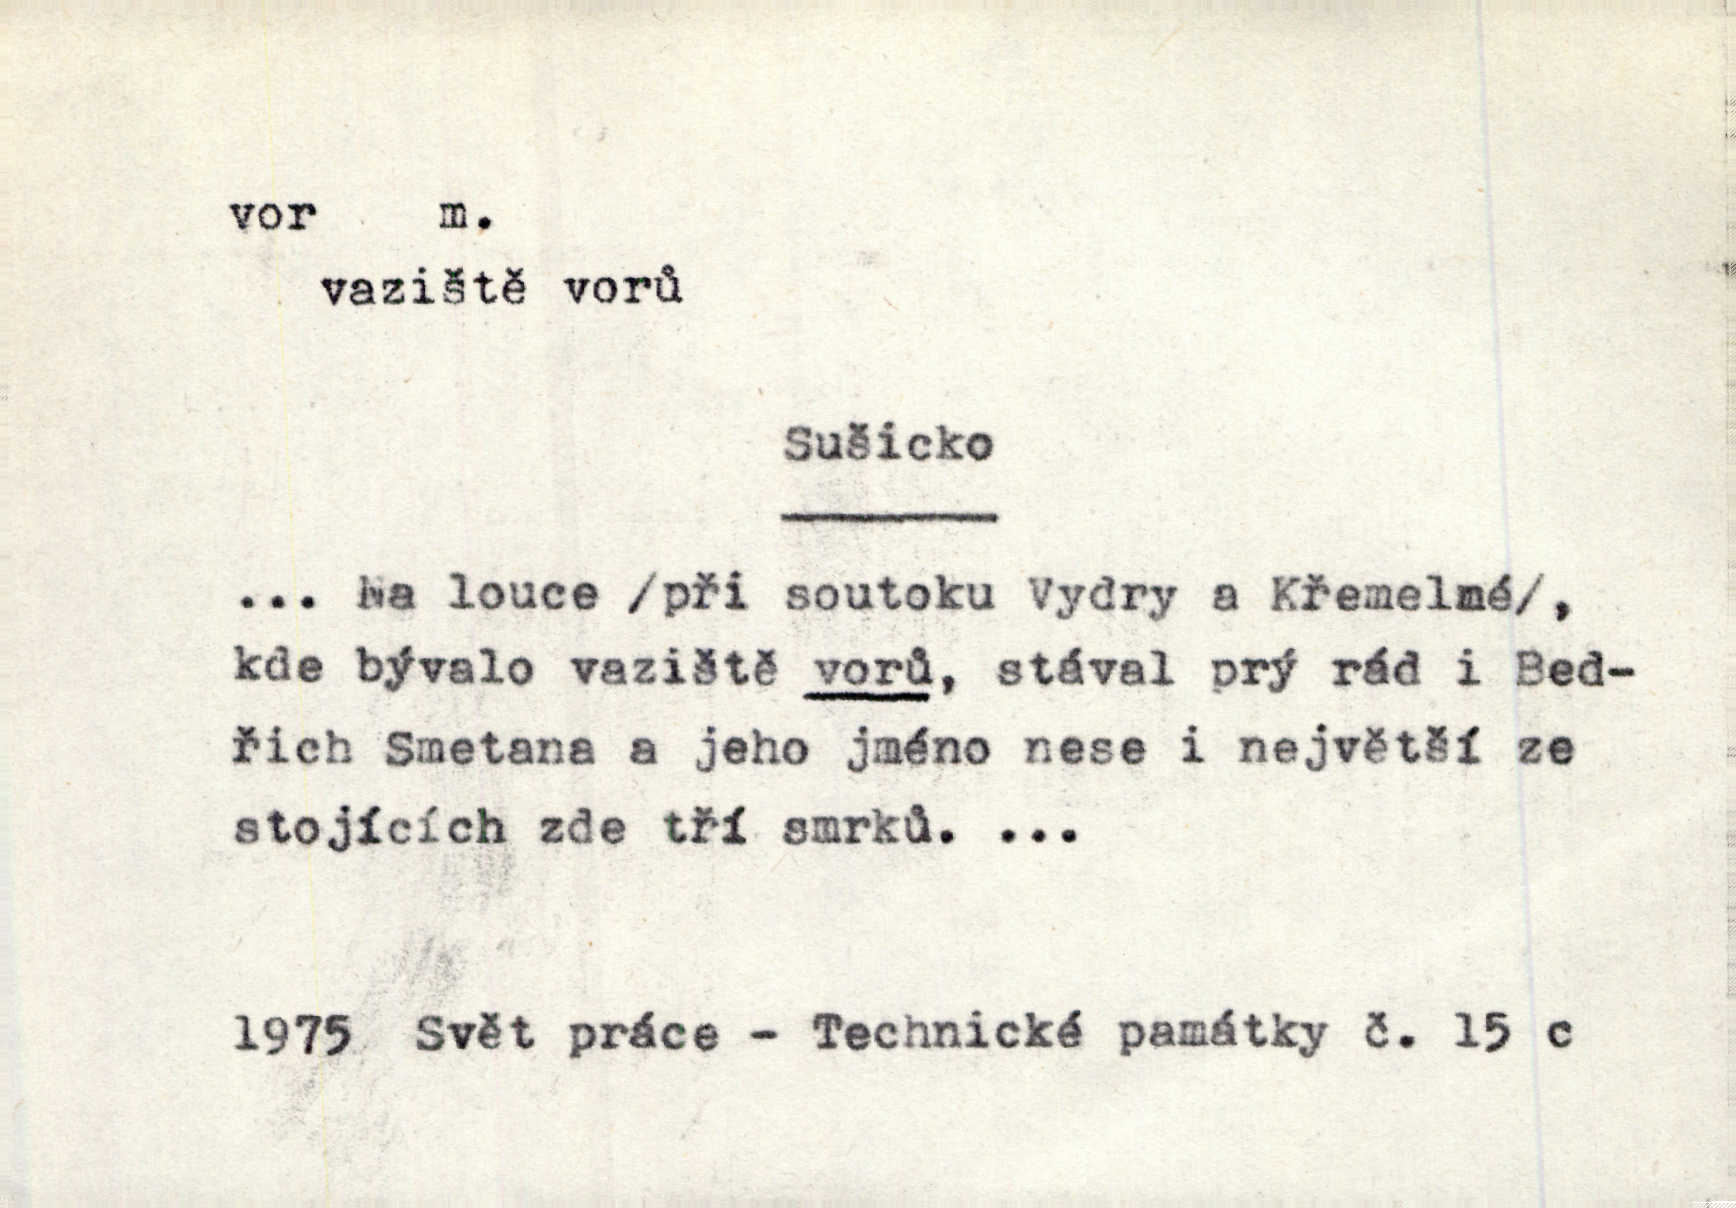 vor m.
vaziště vorů
Sušicko
... Na louce /při soutoku Vydry a Křemelné/,
kde bývalo vaziště vorů, stával prý rád i Bed-
řich Smetana a jeho jméno nese i největší ze
stojících zde tří smrků. ...
1975 Svět práce - Technické památky č. 15 c